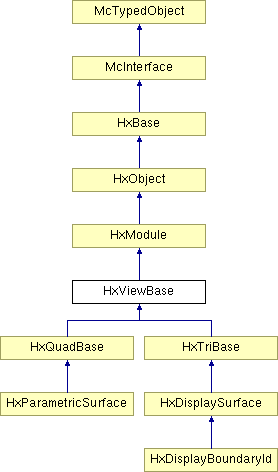 McTypedObject
McInterface
HxBase
HxObject
HxModule
HxViewBase
HxQuadBase
HxTriBase
HxParametricSurface
HxDisplaySurface
HxDisplayBoundaryId